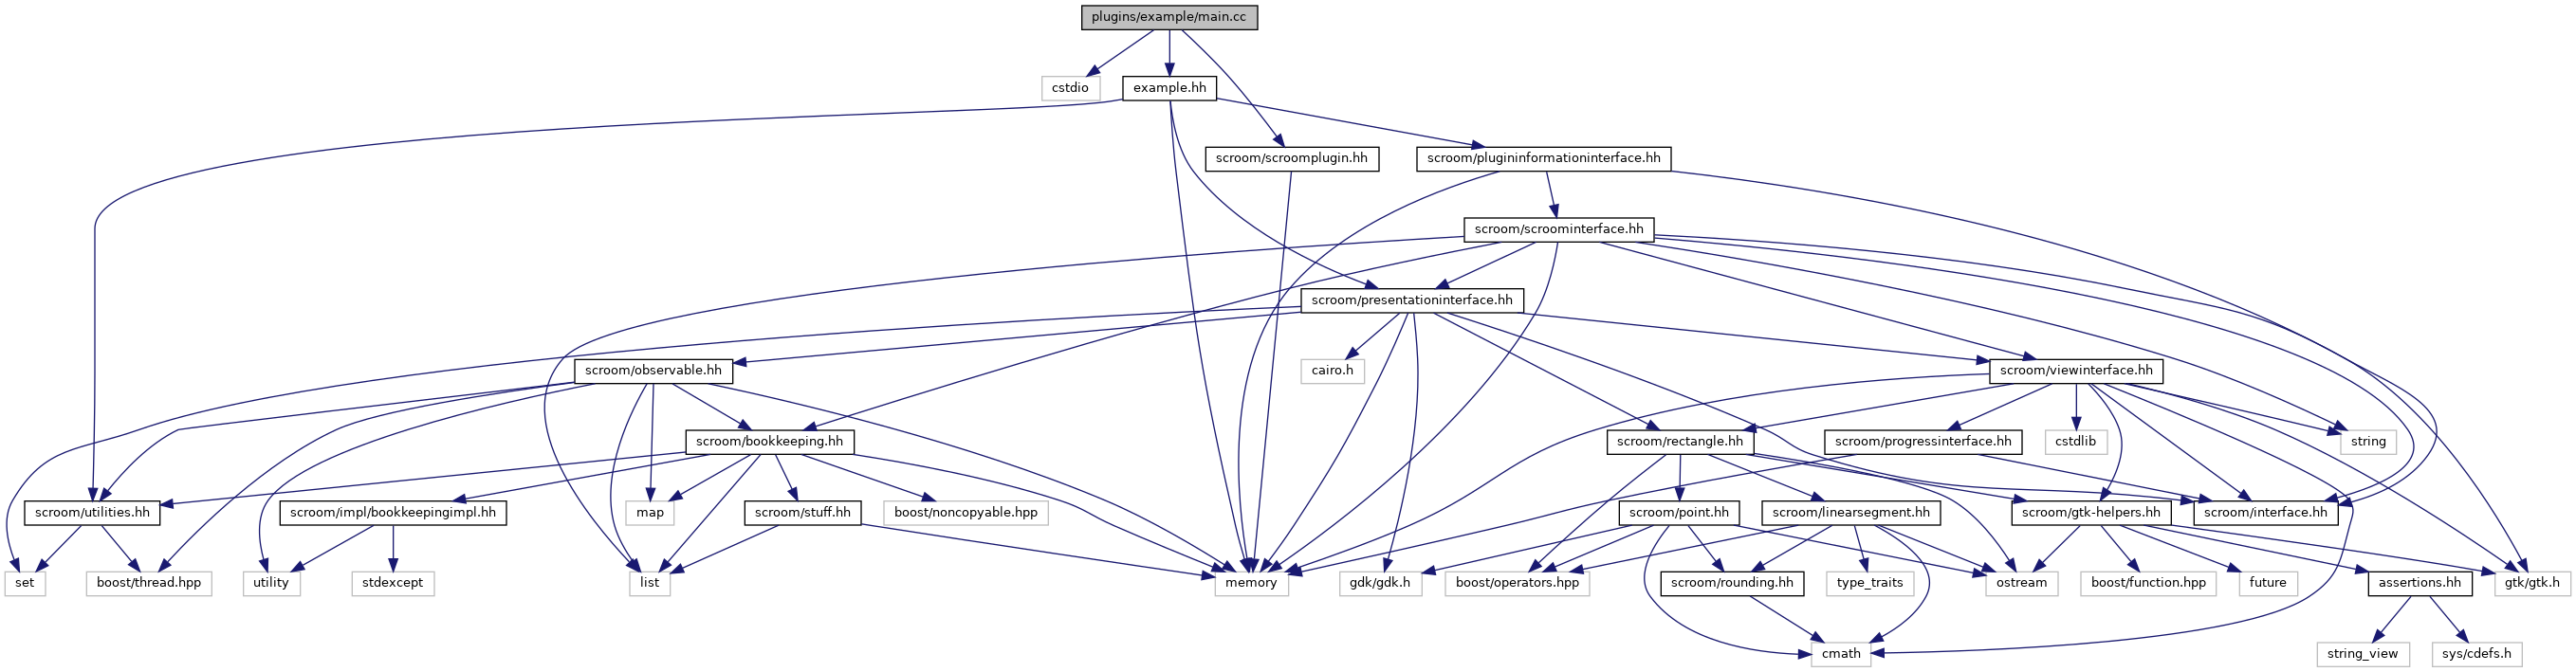 plugins/example/main.cc
cstdio
example.hh
scroom/scroomplugin.hh
scroom/plugininformationinterface.hh
scroom/scroominterface.hh
scroom/presentationinterface.hh
scroom/observable.hh
cairo.h
scroom/viewinterface.hh
scroom/bookkeeping.hh
scroom/rectangle.hh
scroom/progressinterface.hh
cstdlib
string
scroom/utilities.hh
scroom/impl/bookkeepingimpl.hh
map
scroom/stuff.hh
boost/noncopyable.hpp
scroom/point.hh
scroom/linearsegment.hh
scroom/gtk-helpers.hh
scroom/interface.hh
set
boost/thread.hpp
utility
stdexcept
list
memory
gdk/gdk.h
boost/operators.hpp
scroom/rounding.hh
type_traits
ostream
boost/function.hpp
future
assertions.hh
gtk/gtk.h
cmath
string_view
sys/cdefs.h